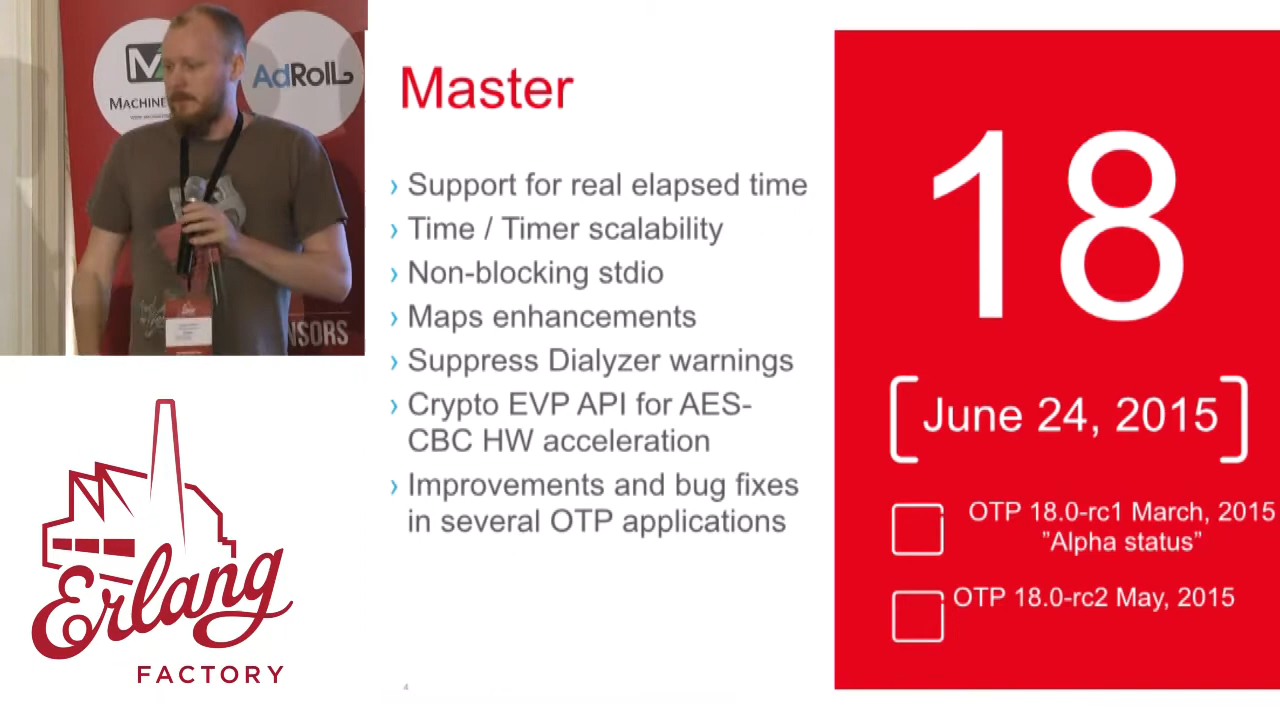 MACHINE
AdRoll
NSORS
Erlang
FACTORY
Master
› Support for real elapsed time
› Time / Timer scalability
› Non-blocking stdio
› Maps enhancements
› Suppress Dialyzer warnings
› Crypto EVP API for AES-
CBC HW acceleration
› Improvements and bug fixes
in several OTP applications
4
18
[June 24, 2015]
OTP 18.0-rc1 March, 2015
"Alpha status"
OTP 18.0-rc2 May, 2015